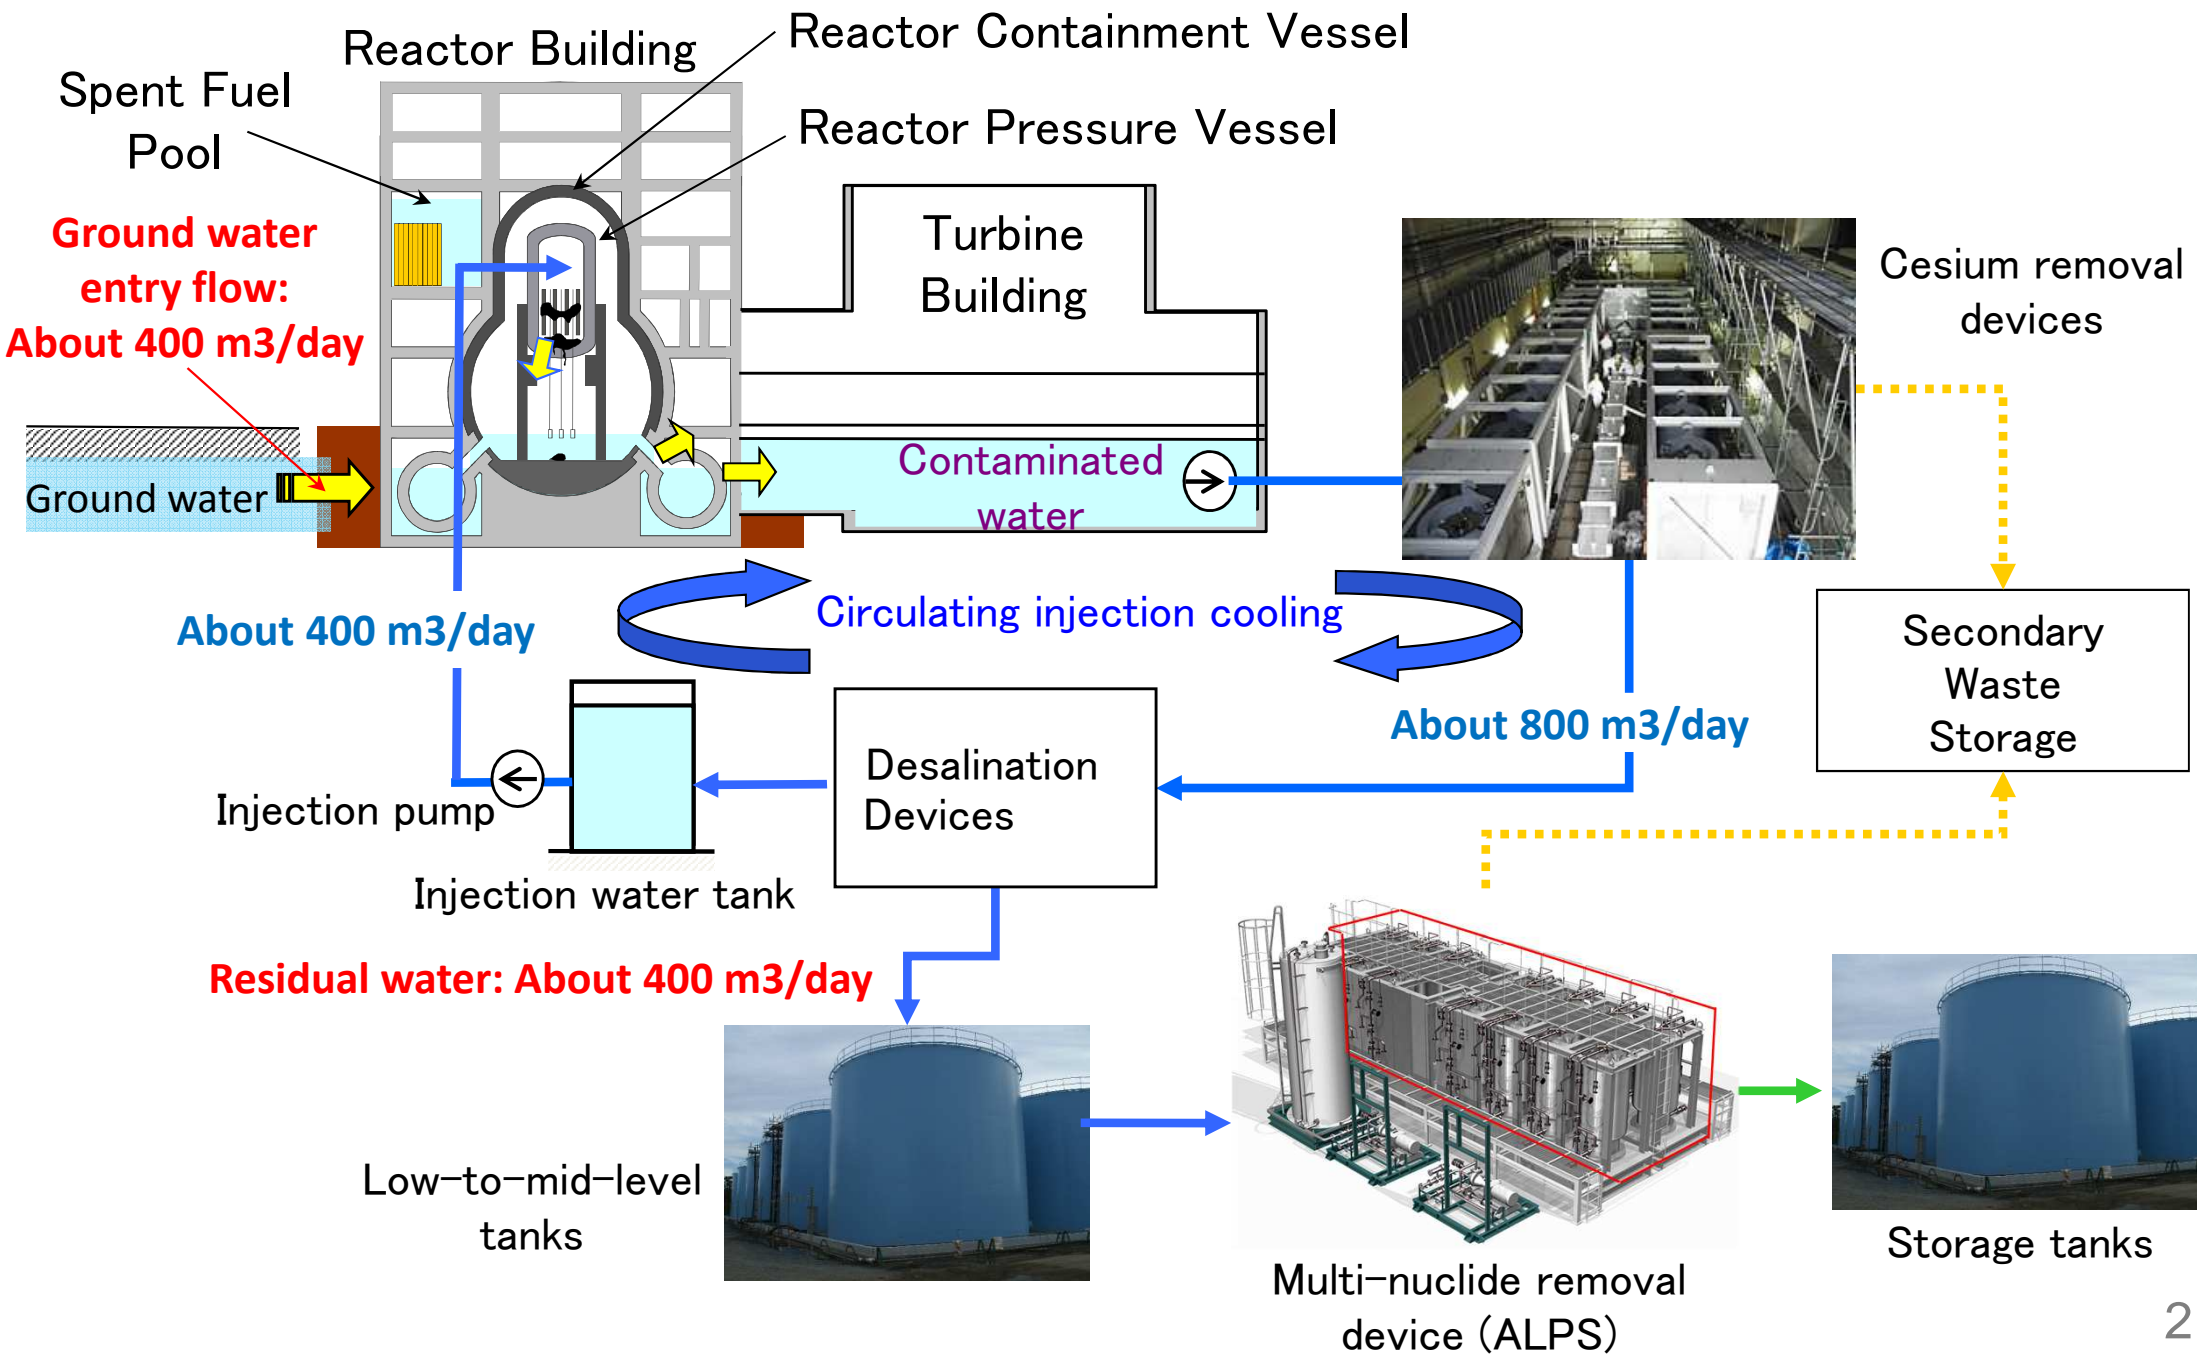 Reactor Containment Vessel
Reactor Building
Spent Fuel
Pool
Reactor Pressure Vessel
Ground water
entry flow:
About 400 m3/day
Turbine
Building
Cesium removal
devices
Ground water
Contaminated
water
About 400 m3/day
Circulating injection cooling
Secondary
Waste
Storage
About 800 m3/day
Desalination
Devices
Injection pump
Injection water tank
Residual water: About 400 m3/day
Low-to-mid-level
tanks
Storage tanks
Multi-nuclide removal
device (ALPS)
2